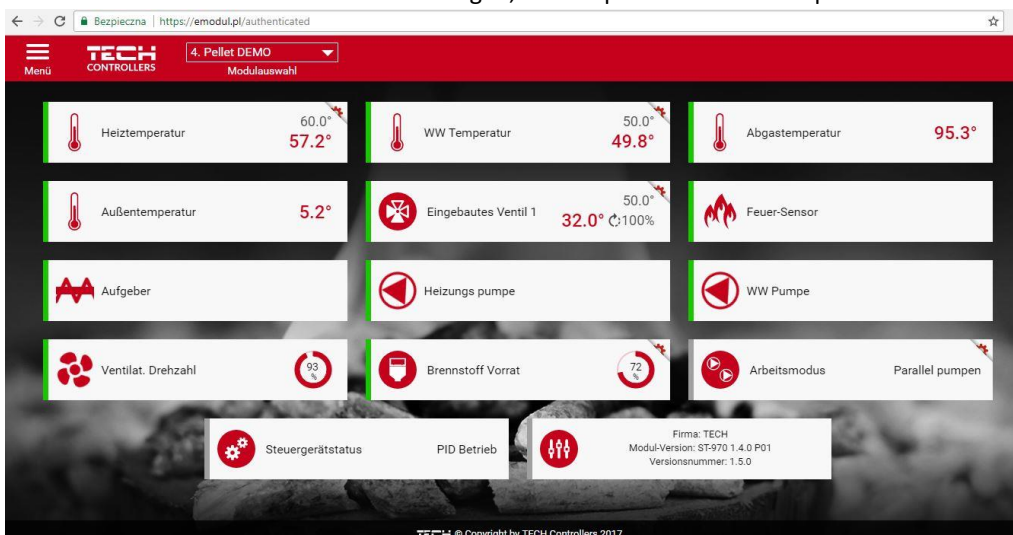 Bezpieczna | https://emodul.pl/authenticated
Menü
TECH
CONTROLLERS
4. Pellet DEMO
Modulauswahl
Heiztemperatur
60.0°
57.2°
WW Temperatur
50.0°
49.8°
Abgastemperatur
95.3°
Außentemperatur
5.2°
Eingebautes Ventil 1
50.0°
32.0° 100%
Feuer-Sensor
Aufgeber
Heizungs pumpe
WW Pumpe
Ventilat. Drehzahl
93
%
Brennstoff Vorrat
72
%
Arbeitsmodus
Parallel pumpen
Steuergerätstatus
PID Betrieb
Firma: TECH
Modul-Version: ST-970 1.4.0 P01
Versionsnummer: 1.5.0
TECH © Copyright by TECH Controllers 2017